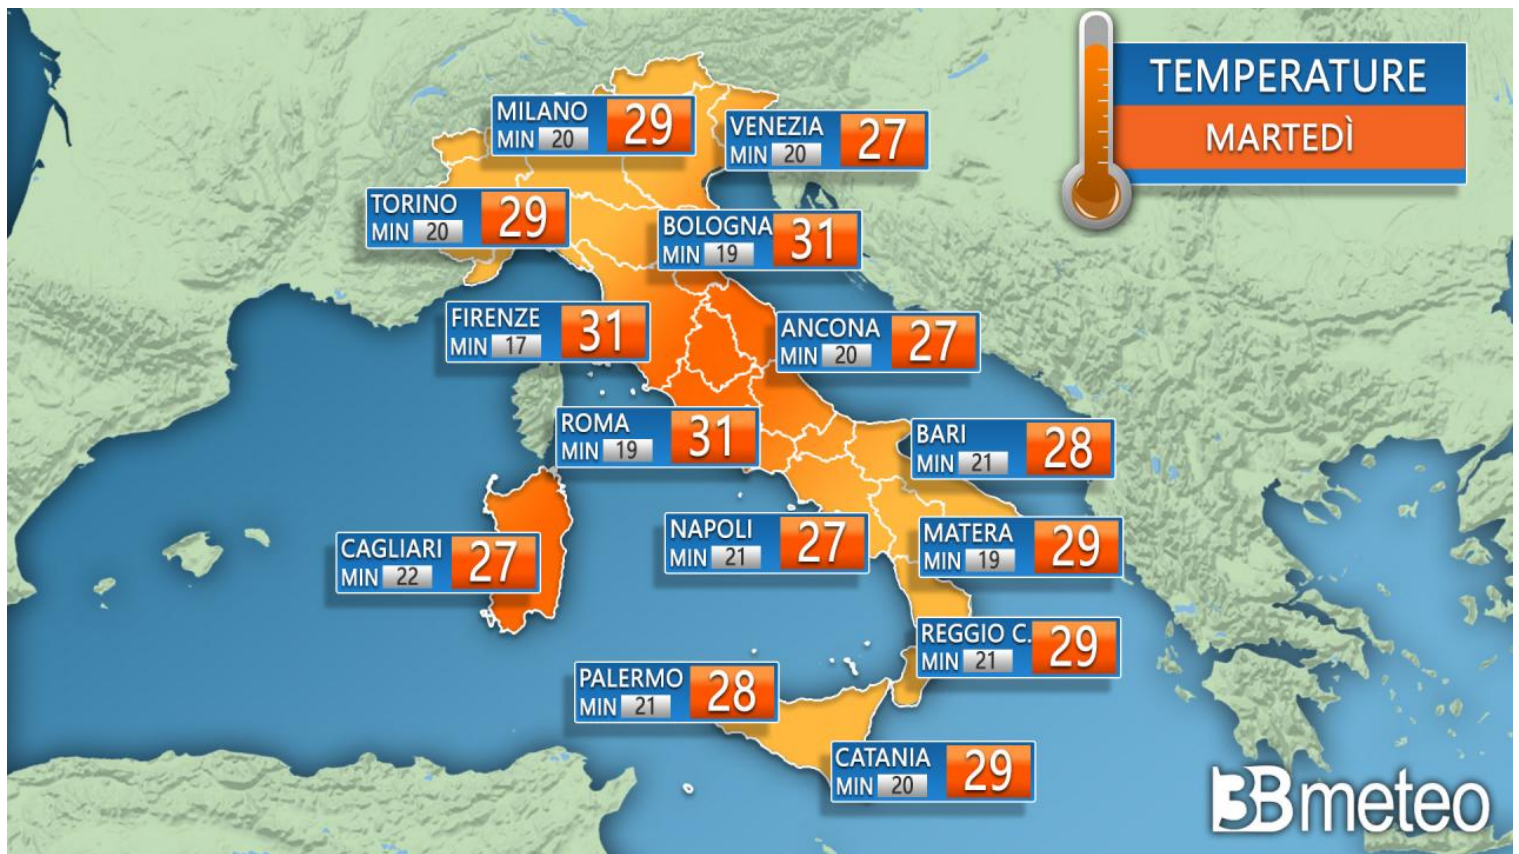 TEMPERATURE
MARTEDÌ
MILANO
MIN 20
29
VENEZIA
MIN 20
27
TORINO
MIN 20
29
BOLOGNA
MIN 19
31
FIRENZE
MIN 17
31
ANCONA
MIN 20
27
ROMA
MIN 19
31
BARI
MIN 21
28
CAGLIARI
MIN 22
27
NAPOLI
MIN 21
27
MATERA
MIN 19
29
REGGIO C.
MIN 21
29
PALERMO
MIN 21
28
CATANIA
MIN 20
29
3Bmeteo